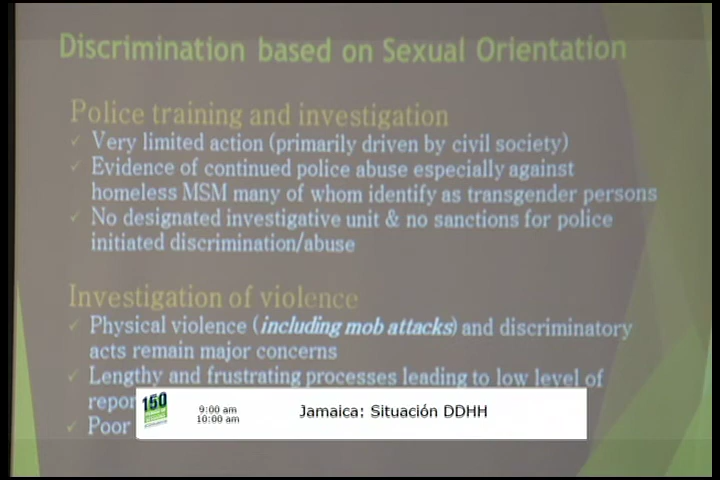 Discrimination based on Sexual Orientation
Police training and investigation
✓ Very limited action (primarily driven by civil society)
✓ Evidence of continued police abuse especially against
homeless MSM many of whom identify as transgender persons
✓ No designated investigative unit & no sanctions for police
initiated discrimination/abuse
Investigation of violence
✓ Physical violence (including mob attacks) and discriminatory
acts remain major concerns
✓ Lengthy and frustrating processes leading to low level of
repor
✓ Poor
150
9:00 am
10:00 am
Jamaica: Situación DDHH